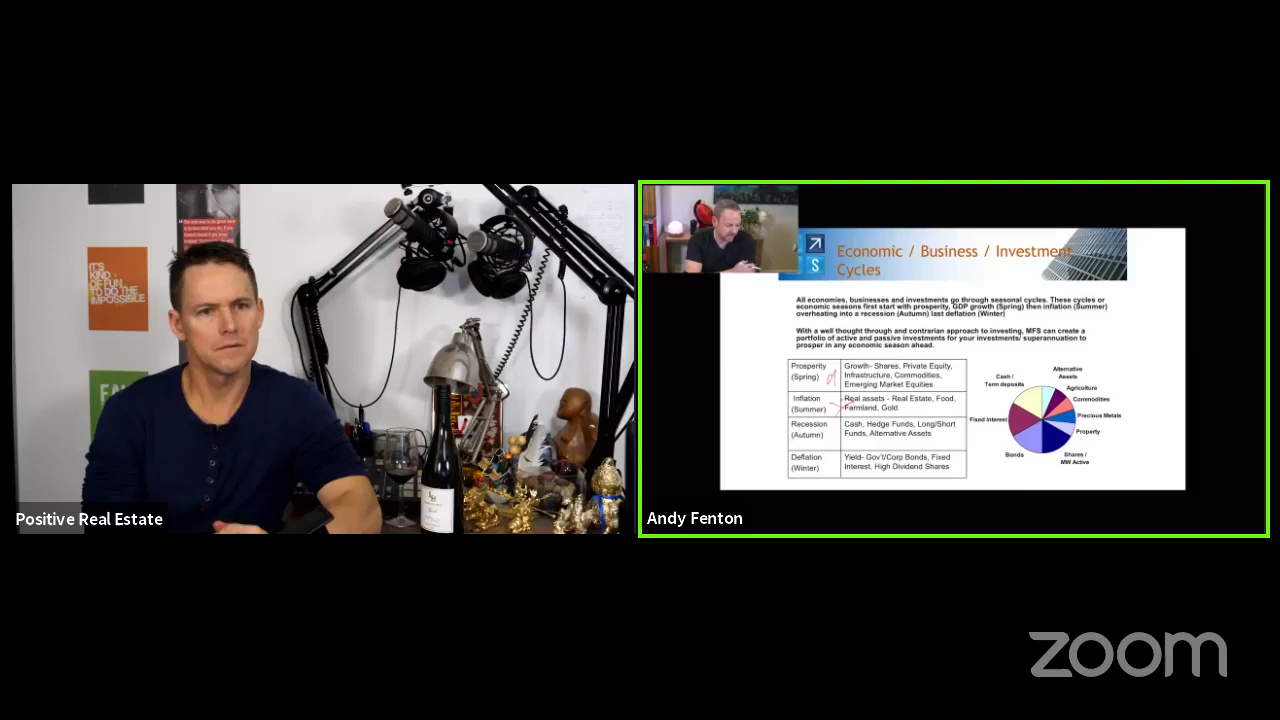 IT'S
KIND
OF FUN
TO DO THE
IMPOSSIBLE
Positive Real Estate
Andy Fenton
S
Economic / Business / Investment
Cycles
All economies, businesses and investments go through seasonal cycles. These cycles or
economic seasons first start with prosperity, GDP growth (Spring) then inflation (Summer)
overheating into a recession (Autumn) last deflation (Winter)
With a well thought through and contrarian approach to investing, MFS can create a
portfolio of active and passive investments for your investments/ superannuation to
prosper in any economic season ahead.
Prosperity
(Spring)
Growth- Shares, Private Equity,
Infrastructure, Commodities,
Emerging Market Equities
Inflation
(Summer)
Real assets - Real Estate, Food,
Farmland, Gold
Recession
(Autumn)
Cash, Hedge Funds, Long/Short
Funds, Alternative Assets
Deflation
(Winter)
Yield- Gov't/Corp Bonds, Fixed
Interest, High Dividend Shares
Alternative
Assets
Cash /
Term deposits
Agriculture
Commodities
Fixed Interest
Precious Metals
Property
Bonds
Shares /
MW Active
zoom